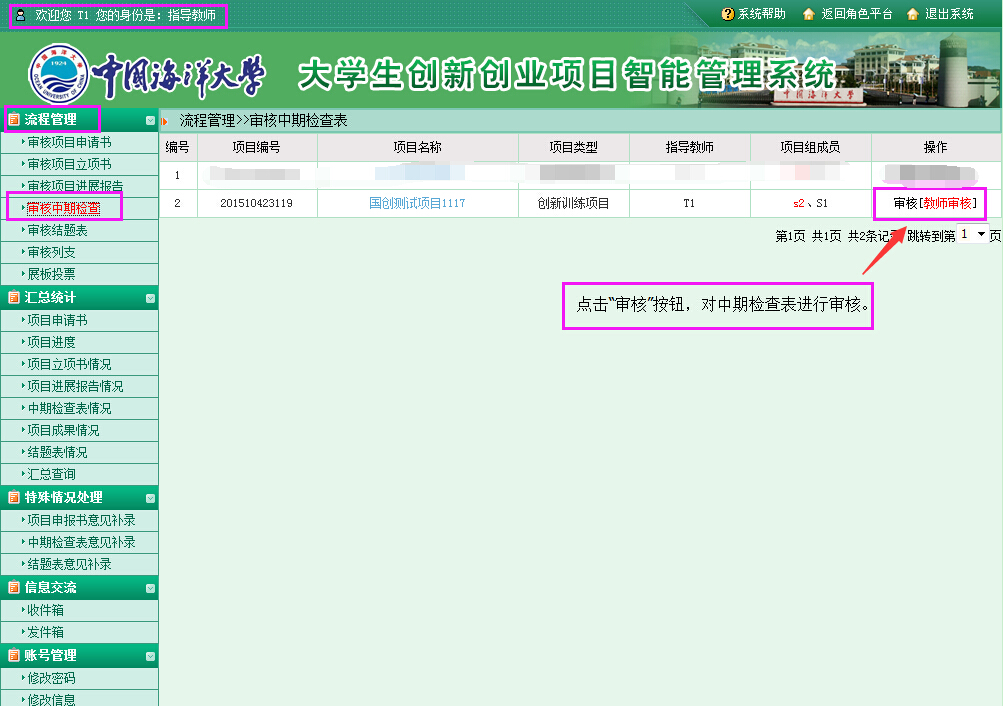 欢迎您 T1 您的身份是：指导教师
系统帮助 返回角色平台 退出系统
中国海洋大学 大学生创新创业项目智能管理系统
流程管理
审核项目申请书
审核项目立项书
审核项目进展报告
审核中期检查
审核结题表
审核列支
展板投票
汇总统计
项目申请书
项目进度
项目立项书情况
项目进展报告情况
中期检查表情况
项目成果情况
结题表情况
汇总查询
特殊情况处理
项目申报书意见补录
中期检查表意见补录
结题表意见补录
信息交流
收件箱
发件箱
账号管理
修改密码
修改信息
流程管理>>审核中期检查表
编号 项目编号 项目名称 项目类型 指导教师 项目组成员 操作
1
2 201510423119 国创测试项目1117 创新训练项目 T1 s2、S1 审核[教师审核]
第1页 共1页 共2条记录 跳转到第 1 页
点击“审核”按钮，对中期检查表进行审核。